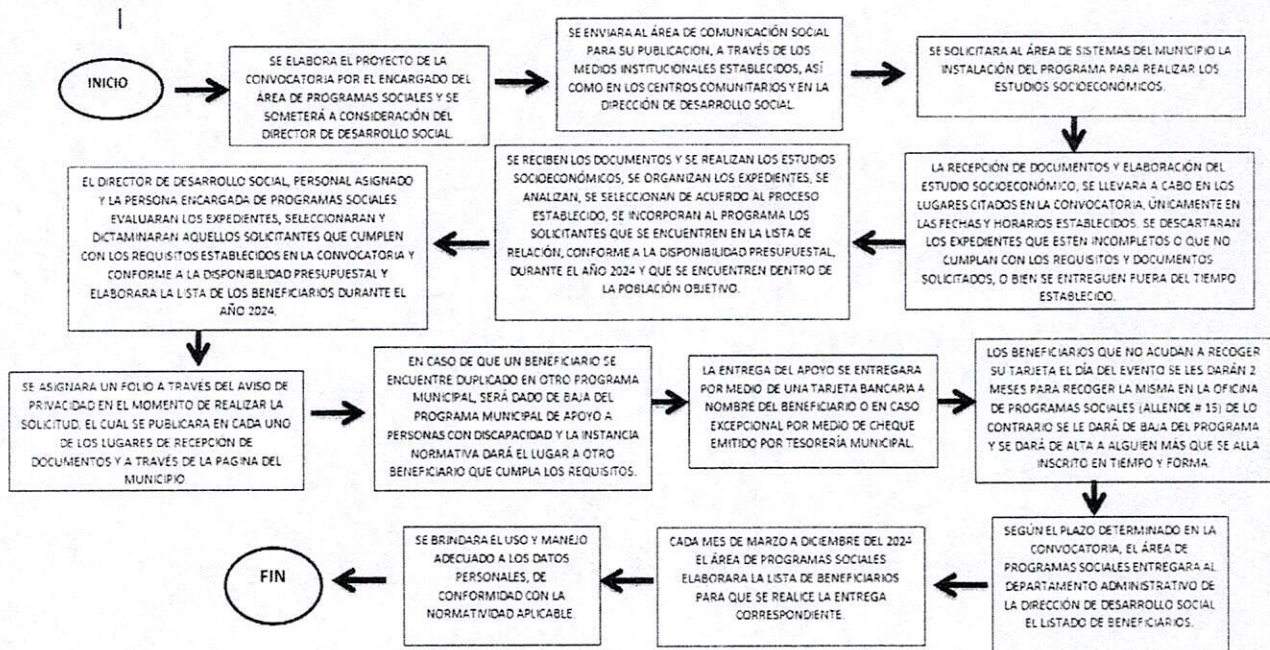 INICIO
SE ELABORA EL PROYECTO DE LA
CONVOCATORIA POR EL ENCARGADO DEL
ÁREA DE PROGRAMAS SOCIALES Y SE
SOMETERÁ A CONSIDERACIÓN DEL
DIRECTOR DE DESARROLLO SOCIAL.
SE ENVIARA AL ÁREA DE COMUNICACIÓN SOCIAL
PARA SU PUBLICACION, A TRAVÉS DE LOS
MEDIOS INSTITUCIONALES ESTABLECIDOS, ASÍ
COMO EN LOS CENTROS COMUNITARIOS Y EN LA
DIRECCIÓN DE DESARROLLO SOCIAL.
SE SOLICITARA AL ÁREA DE SISTEMAS DEL MUNICIPIO LA
INSTALACIÓN DEL PROGRAMA PARA REALIZAR LOS
ESTUDIOS SOCIOECONÓMICOS.
LA RECEPCIÓN DE DOCUMENTOS Y ELABORACIÓN DEL
ESTUDIO SOCIOECONÓMICO, SE LLEVARA A CABO EN LOS
LUGARES CITADOS EN LA CONVOCATORIA, ÚNICAMENTE EN
LAS FECHAS Y HORARIOS ESTABLECIDOS. SE DESCARTARAN
LOS EXPEDIENTES QUE ESTEN INCOMPLETOS O QUE NO
CUMPLAN CON LOS REQUISITOS Y DOCUMENTOS
SOLICITADOS, O BIEN SE ENTREGUEN FUERA DEL TIEMPO
ESTABLECIDO.
SE RECIBEN LOS DOCUMENTOS Y SE REALIZAN LOS ESTUDIOS
SOCIOECONÓMICOS, SE ORGANIZAN LOS EXPEDIENTES, SE
ANALIZAN, SE SELECCIONAN DE ACUERDO AL PROCESO
ESTABLECIDO, SE INCORPORAN AL PROGRAMA LOS
SOLICITANTES QUE SE ENCUENTREN EN LA LISTA DE
RELACIÓN, CONFORME A LA DISPONIBILIDAD PRESUPUESTAL,
DURANTE EL AÑO 2024 Y QUE SE ENCUENTREN DENTRO DE
LA POBLACIÓN OBJETIVO.
EL DIRECTOR DE DESARROLLO SOCIAL, PERSONAL ASIGNADO
Y LA PERSONA ENCARGADA DE PROGRAMAS SOCIALES
EVALUARAN LOS EXPEDIENTES, SELECCIONARAN Y
DICTAMINARAN AQUELLOS SOLICITANTES QUE CUMPLEN
CON LOS REQUISITOS ESTABLECIDOS EN LA CONVOCATORIA Y
CONFORME A LA DISPONIBILIDAD PRESUPUESTAL Y
ELABORARA LA LISTA DE LOS BENEFICIARIOS DURANTE EL
AÑO 2024.
SE ASIGNARA UN FOLIO A TRAVÉS DEL AVISO DE
PRIVACIDAD EN EL MOMENTO DE REALIZAR LA
SOLICITUD, EL CUAL SE PUBLICARA EN CADA UNO
DE LOS LUGARES DE RECEPCION DE
DOCUMENTOS Y A TRAVÉS DE LA PAGINA DEL
MUNICIPIO
EN CASO DE QUE UN BENEFICIARIO SE
ENCUENTRE DUPLICADO EN OTRO PROGRAMA
MUNICIPAL, SERÁ DADO DE BAJA DEL
PROGRAMA MUNICIPAL DE APOYO A
PERSONAS CON DISCAPACIDAD Y LA INSTANCIA
NORMATIVA DARÁ EL LUGAR A OTRO
BENEFICIARIO QUE CUMPLA LOS REQUISITOS.
LA ENTREGA DEL APOYO SE ENTREGARA
POR MEDIO DE UNA TARJETA BANCARIA A
NOMBRE DEL BENEFICIARIO O EN CASO
EXCEPCIONAL POR MEDIO DE CHEQUE
EMITIDO POR TESORERÍA MUNICIPAL.
LOS BENEFICIARIOS QUE NO ACUDAN A RECOGER
SU TARJETA EL DÍA DEL EVENTO SE LES DARÁN 2
MESES PARA RECOGER LA MISMA EN LA OFICINA
DE PROGRAMAS SOCIALES (ALLENDE # 15) DE LO
CONTRARIO SE LE DARÁ DE BAJA DEL PROGRAMA
Y SE DARÁ DE ALTA A ALGUIEN MÁS QUE SE ALLA
INSCRITO EN TIEMPO Y FORMA.
SEGÚN EL PLAZO DETERMINADO EN LA
CONVOCATORIA, EL ÁREA DE
PROGRAMAS SOCIALES ENTREGARA AL
DEPARTAMENTO ADMINISTRATIVO DE
DE LA DIRECCIÓN DE DESARROLLO SOCIAL
EL LISTADO DE BENEFICIARIOS.
CADA MES DE MARZO A DICIEMBRE DEL 2024
EL ÁREA DE PROGRAMAS SOCIALES
ELABORARA LA LISTA DE BENEFICIARIOS
PARA QUE SE REALICE LA ENTREGA
CORRESPONDIENTE.
SE BRINDARA EL USO Y MANEJO
ADECUADO A LOS DATOS
PERSONALES, DE
CONFORMIDAD CON LA
NORMATIVIDAD APLICABLE.
FIN